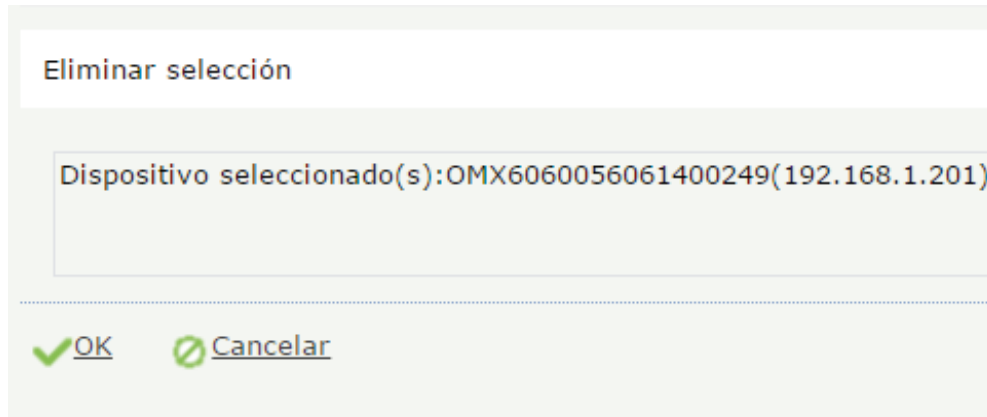 Eliminar selección
Dispositivo seleccionado(s):OMX6060056061400249(192.168.1.201)
OK Cancelar